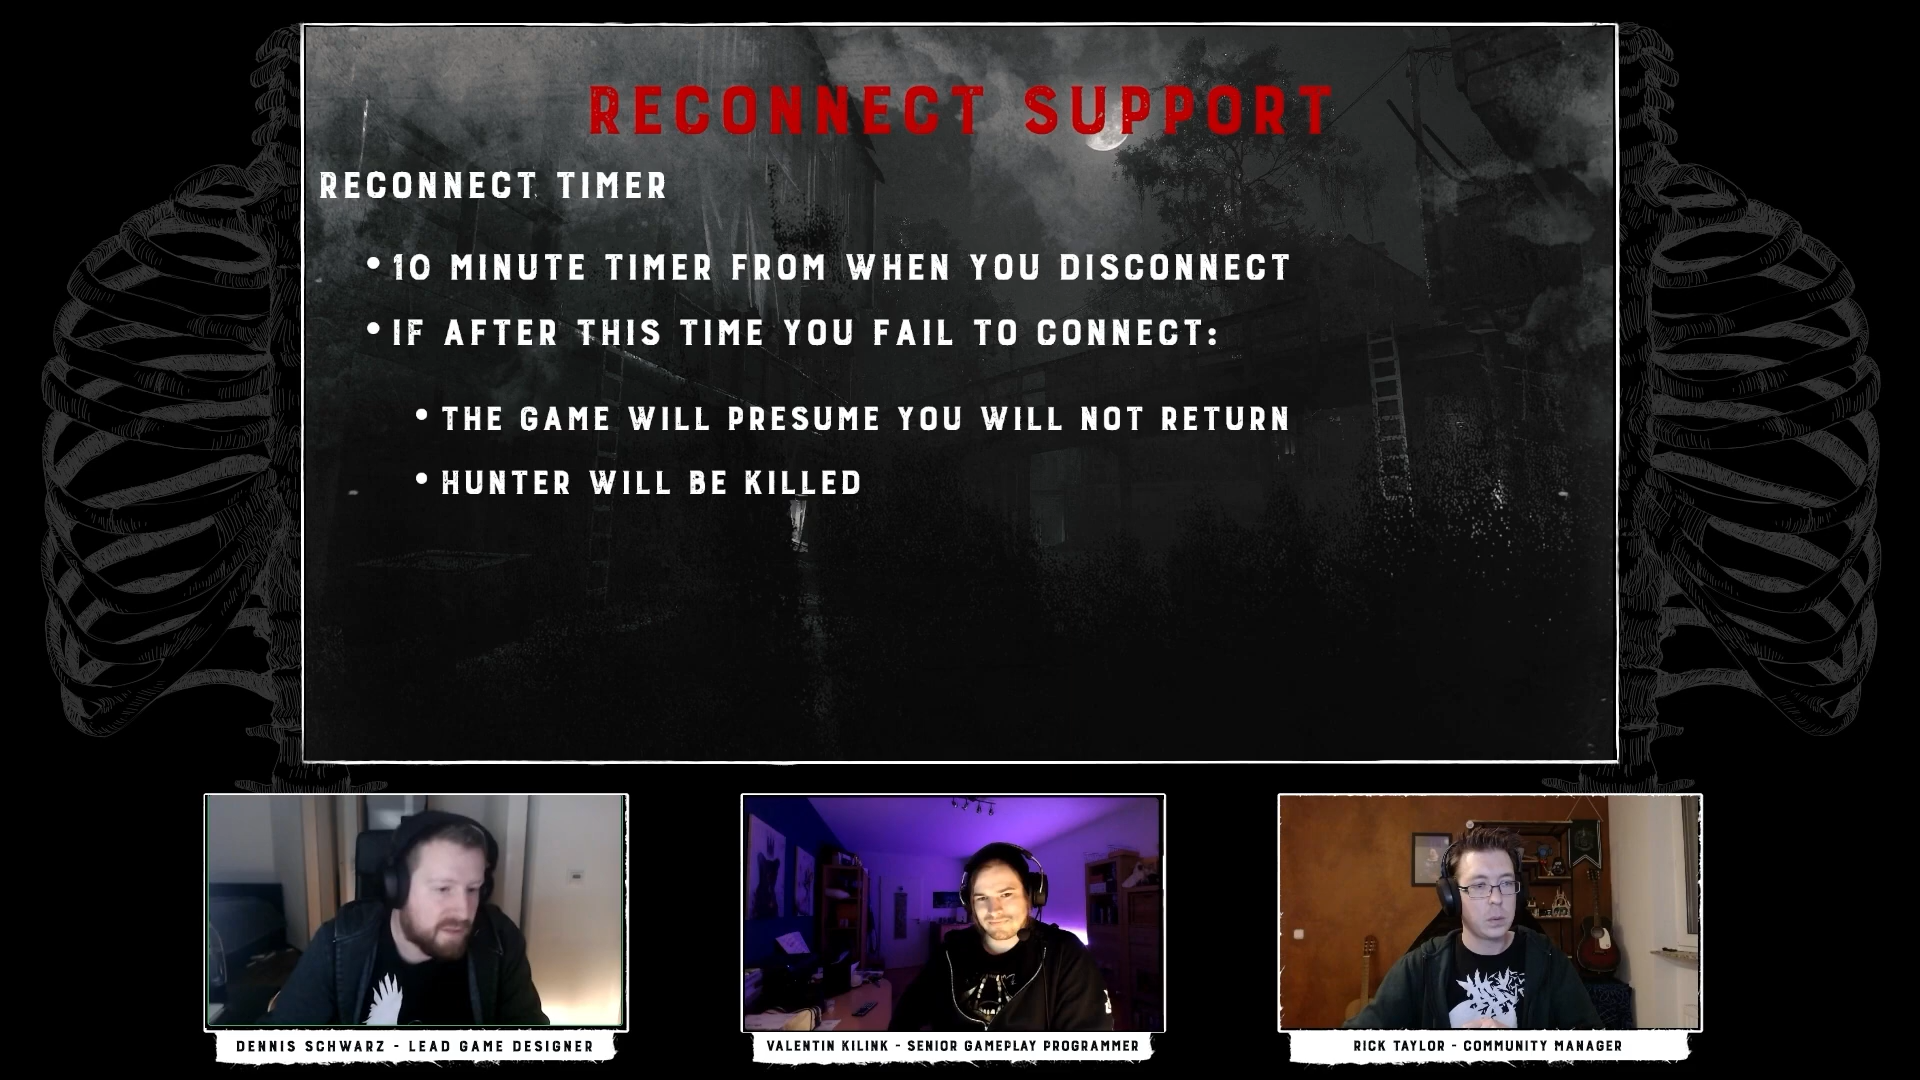 RECONNECT SUPPORT
RECONNECT TIMER
• 10 MINUTE TIMER FROM WHEN YOU DISCONNECT
• IF AFTER THIS TIME YOU FAIL TO CONNECT:
• THE GAME WILL PRESUME YOU WILL NOT RETURN
• HUNTER WILL BE KILLED
DENNIS SCHWARZ - LEAD GAME DESIGNER
VALENTIN KILINK - SENIOR GAMEPLAY PROGRAMMER
RICK TAYLOR - COMMUNITY MANAGER